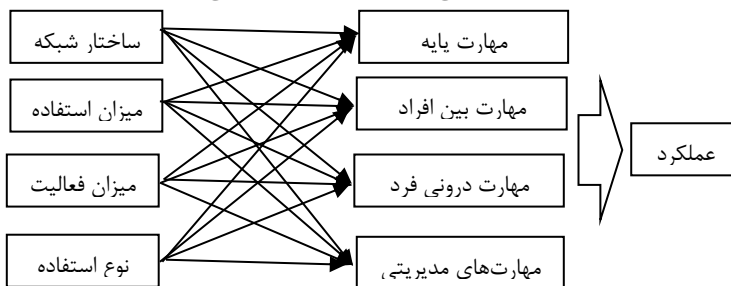 ساختار شبکه
میزان استفاده
میزان فعالیت
نوع استفاده
مهارت پایه
مهارت بین افراد
مهارت درونی فرد
مهارت‌های مدیریتی
عملکرد